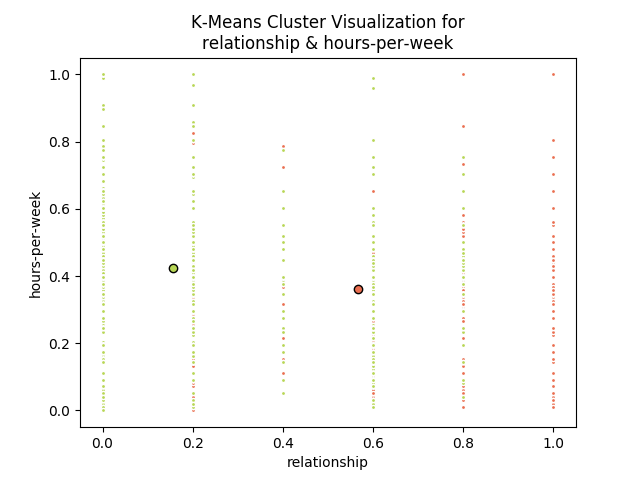 K-Means Cluster Visualization for
relationship & hours-per-week
1.0
0.8
0.6
0.4
0.2
0.0
hours-per-week
0.0 0.2 0.4 0.6 0.8 1.0
relationship